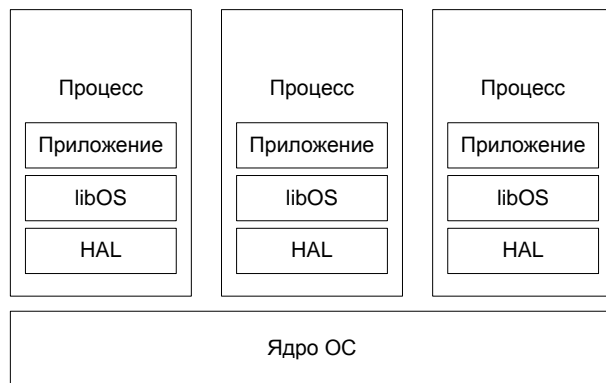 Процесс
Процесс
Процесс
Приложение
Приложение
Приложение
libOS
libOS
libOS
HAL
HAL
HAL
Ядро ОС